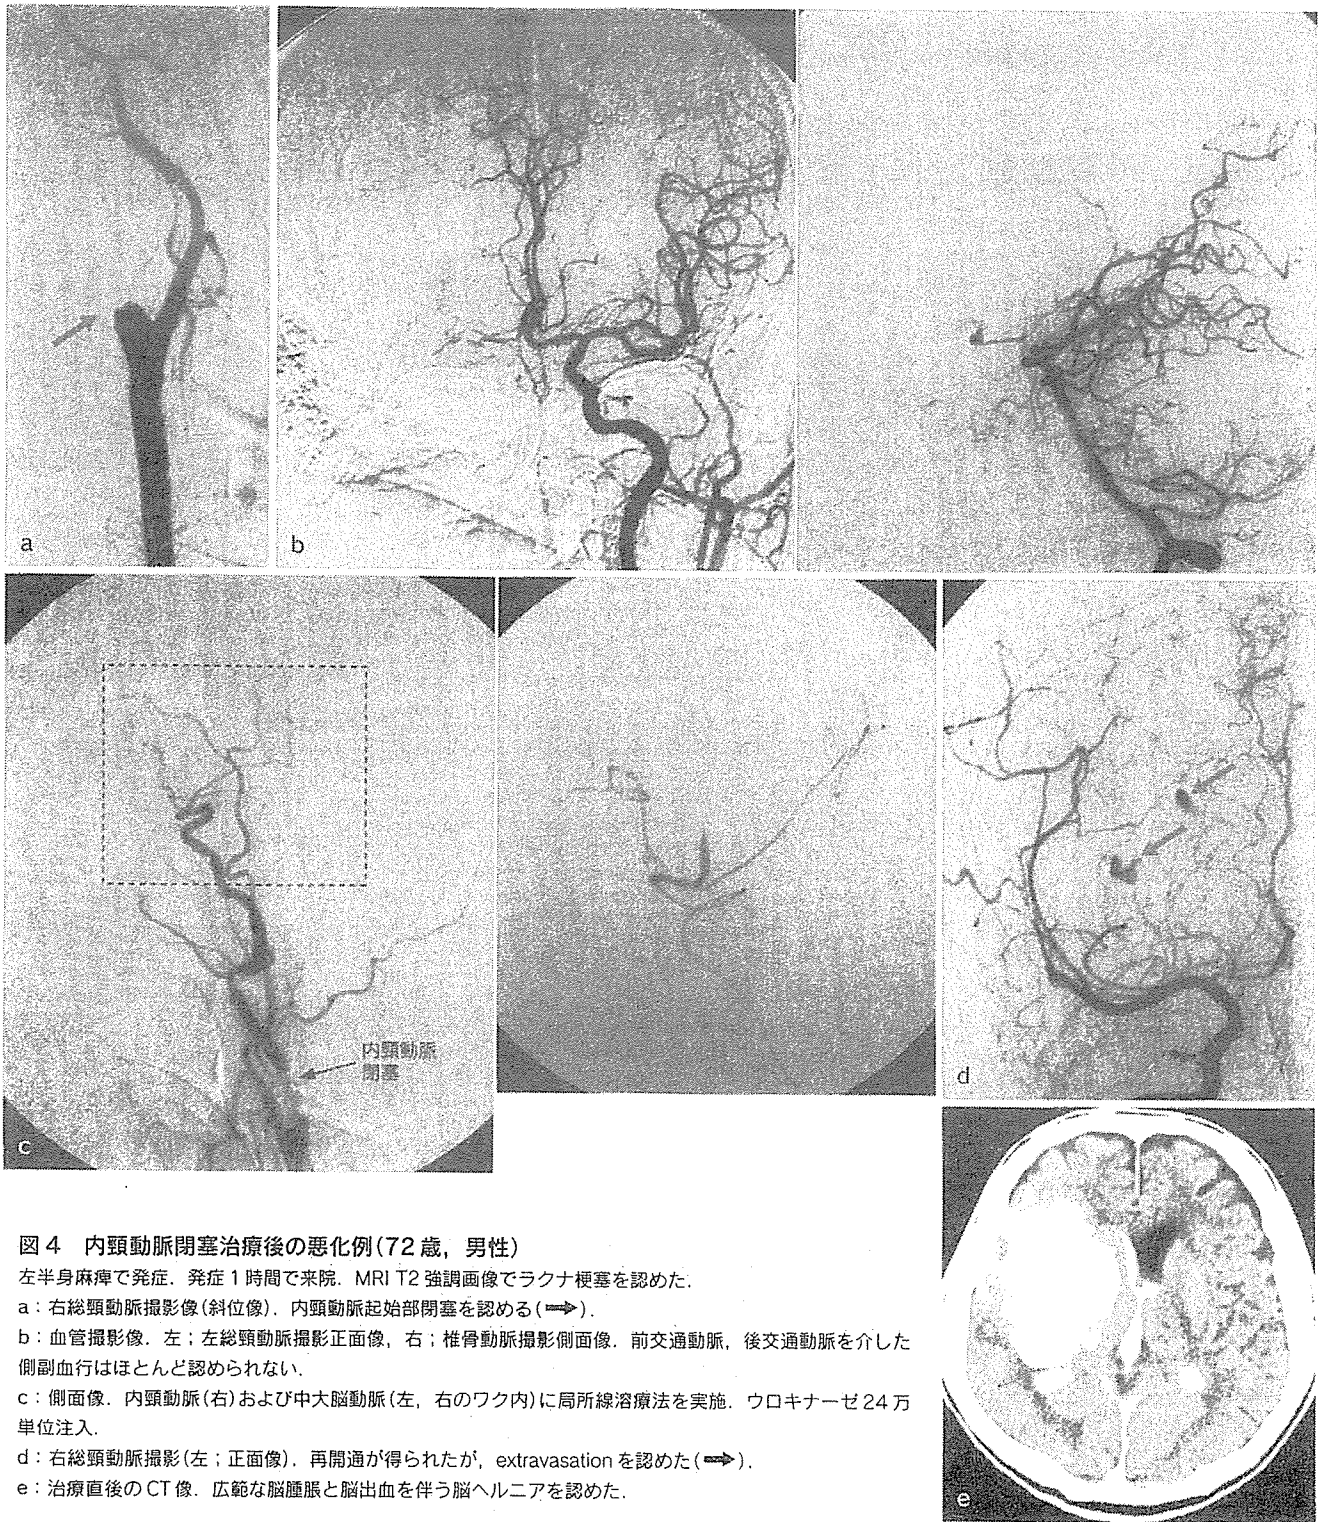 a
b
内頸動脈
閉塞
c
d
e
図4 内頸動脈閉塞治療後の悪化例(72歳，男性)
左半身麻痺で発症．発症1時間で来院．MRI T2強調画像でラクナ梗塞を認めた．
a：右総頸動脈撮影像(斜位像)．内頸動脈起始部閉塞を認める(➡)．
b：血管撮影像．左；左総頸動脈撮影正面像，右；椎骨動脈撮影側面像．前交通動脈，後交通動脈を介した
側副血行はほとんど認められない．
c：側面像．内頸動脈(右)および中大脳動脈(左，右のワク内)に局所線溶療法を実施．ウロキナーゼ24万
単位注入．
d：右総頸動脈撮影(左；正面像)．再開通が得られたが，extravasationを認めた(➡)．
e：治療直後のCT像．広範な脳腫脹と脳出血を伴う脳ヘルニアを認めた．